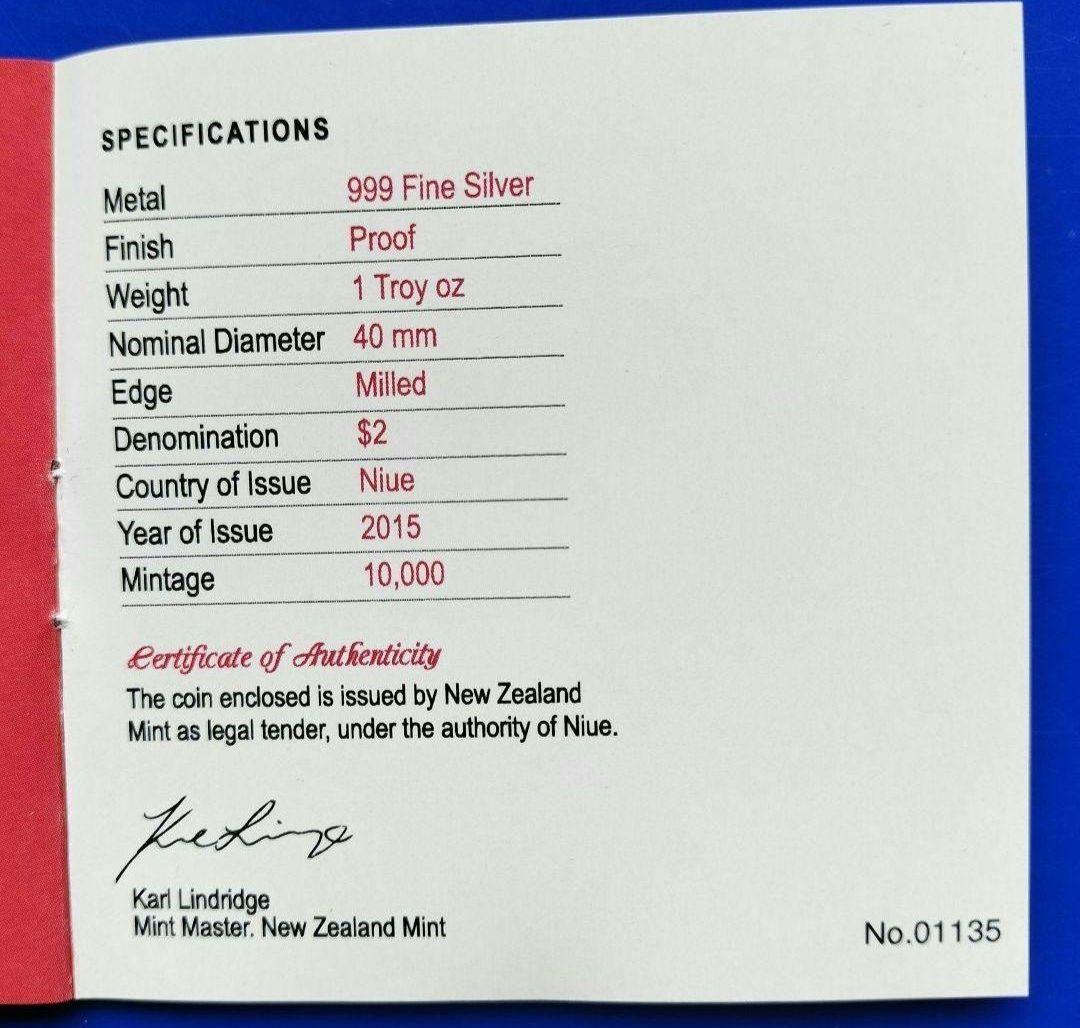 SPECIFICATIONS
Metal 999 Fine Silver
Finish Proof
Weight 1 Troy oz
Nominal Diameter 40 mm
Edge Milled
Denomination $2
Country of Issue Niue
Year of Issue 2015
Mintage 10,000
Certificate of Authenticity
The coin enclosed is issued by New Zealand
Mint as legal tender, under the authority of Niue.
Karl Lindridge
Mint Master. New Zealand Mint
No.01135